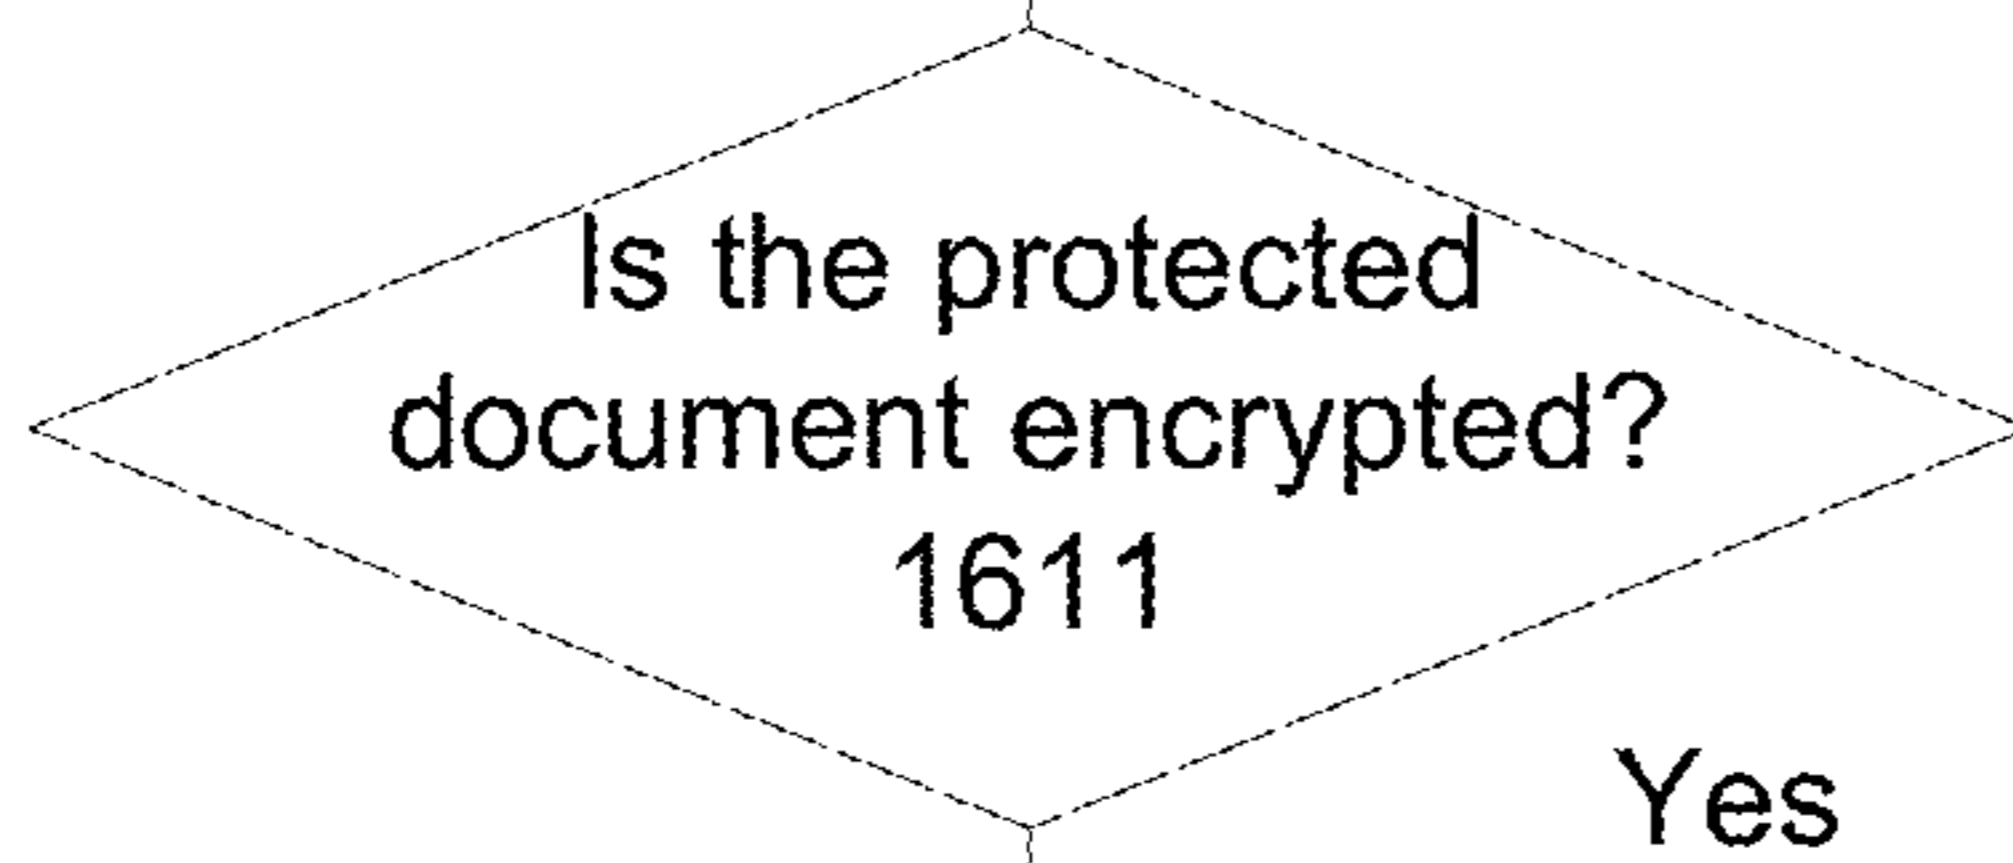 Is the protected
document encrypted?
1611
Yes